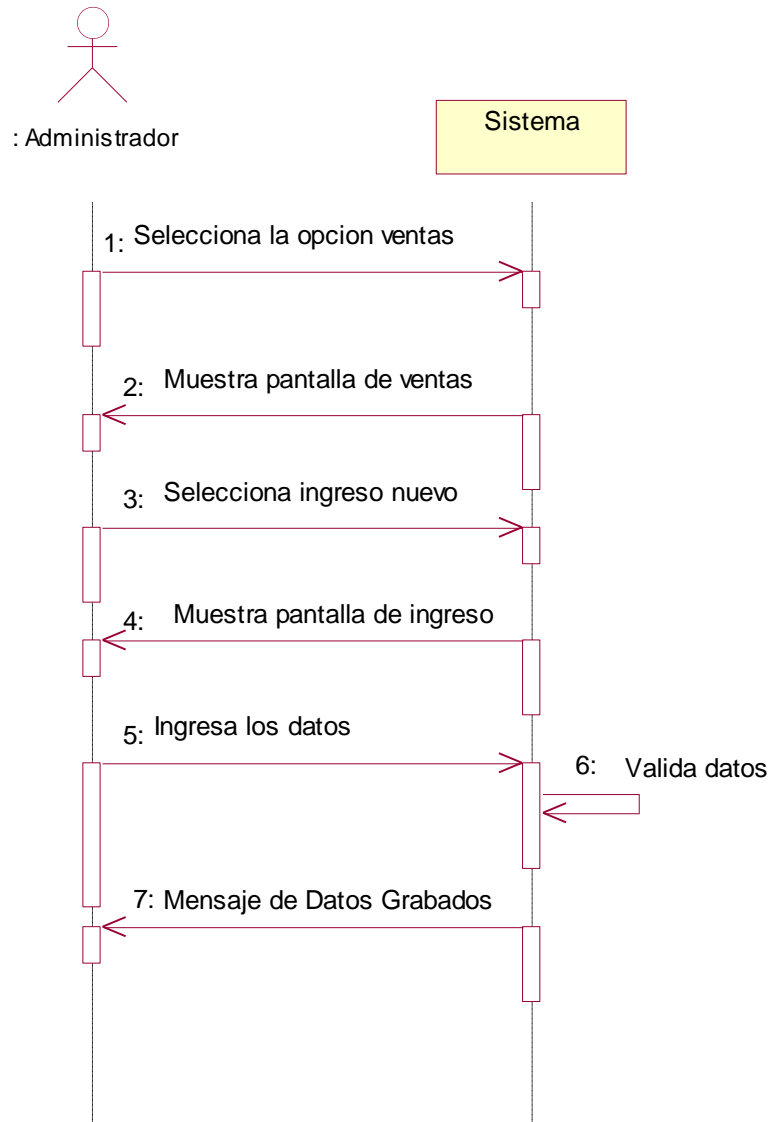 : Administrador
Sistema
1: Selecciona la opcion ventas
2: Muestra pantalla de ventas
3: Selecciona ingreso nuevo
4: Muestra pantalla de ingreso
5: Ingresa los datos
6: Valida datos
7: Mensaje de Datos Grabados